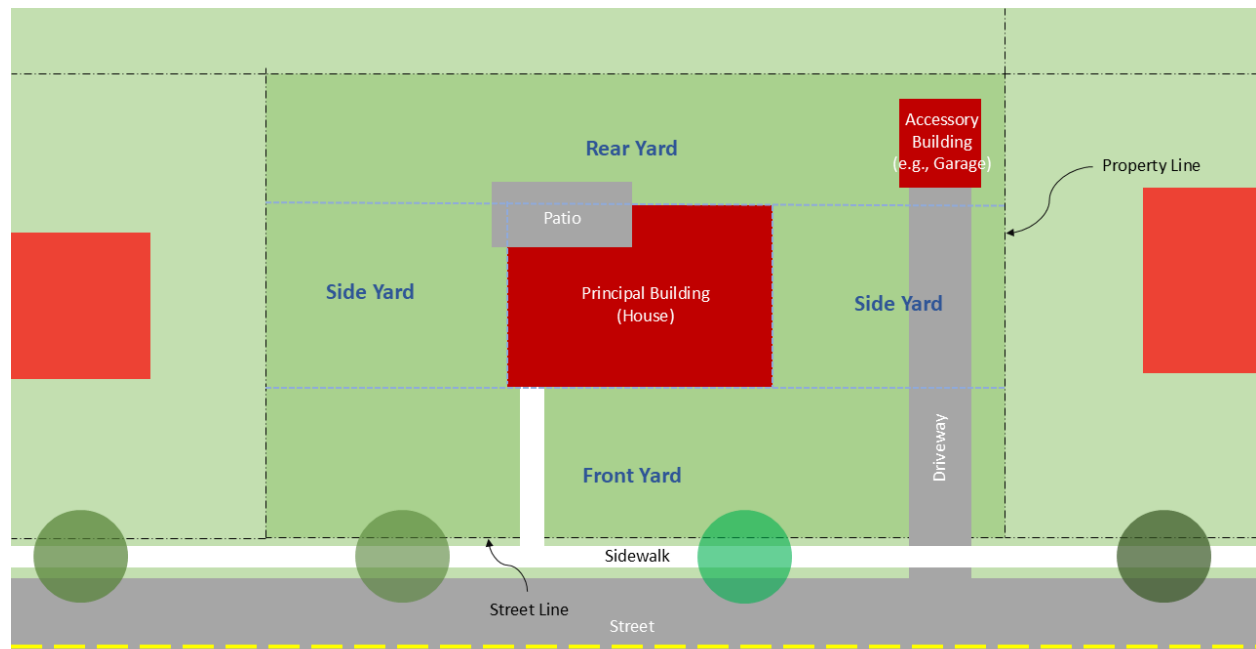 Accessory
Building
(e.g., Garage)
Rear Yard
Property Line
Patio
Side Yard
Principal Building
(House)
Side Yard
Driveway
Front Yard
Sidewalk
Street Line
Street